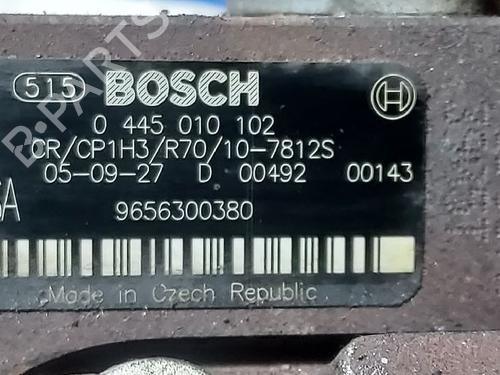 515 BOSCH
0 445 010 102
CR/CP1H3/R70/10-7812S
05-09-27 D 00492 00143
9656300380
Made in Czech Republic
B-PARTS